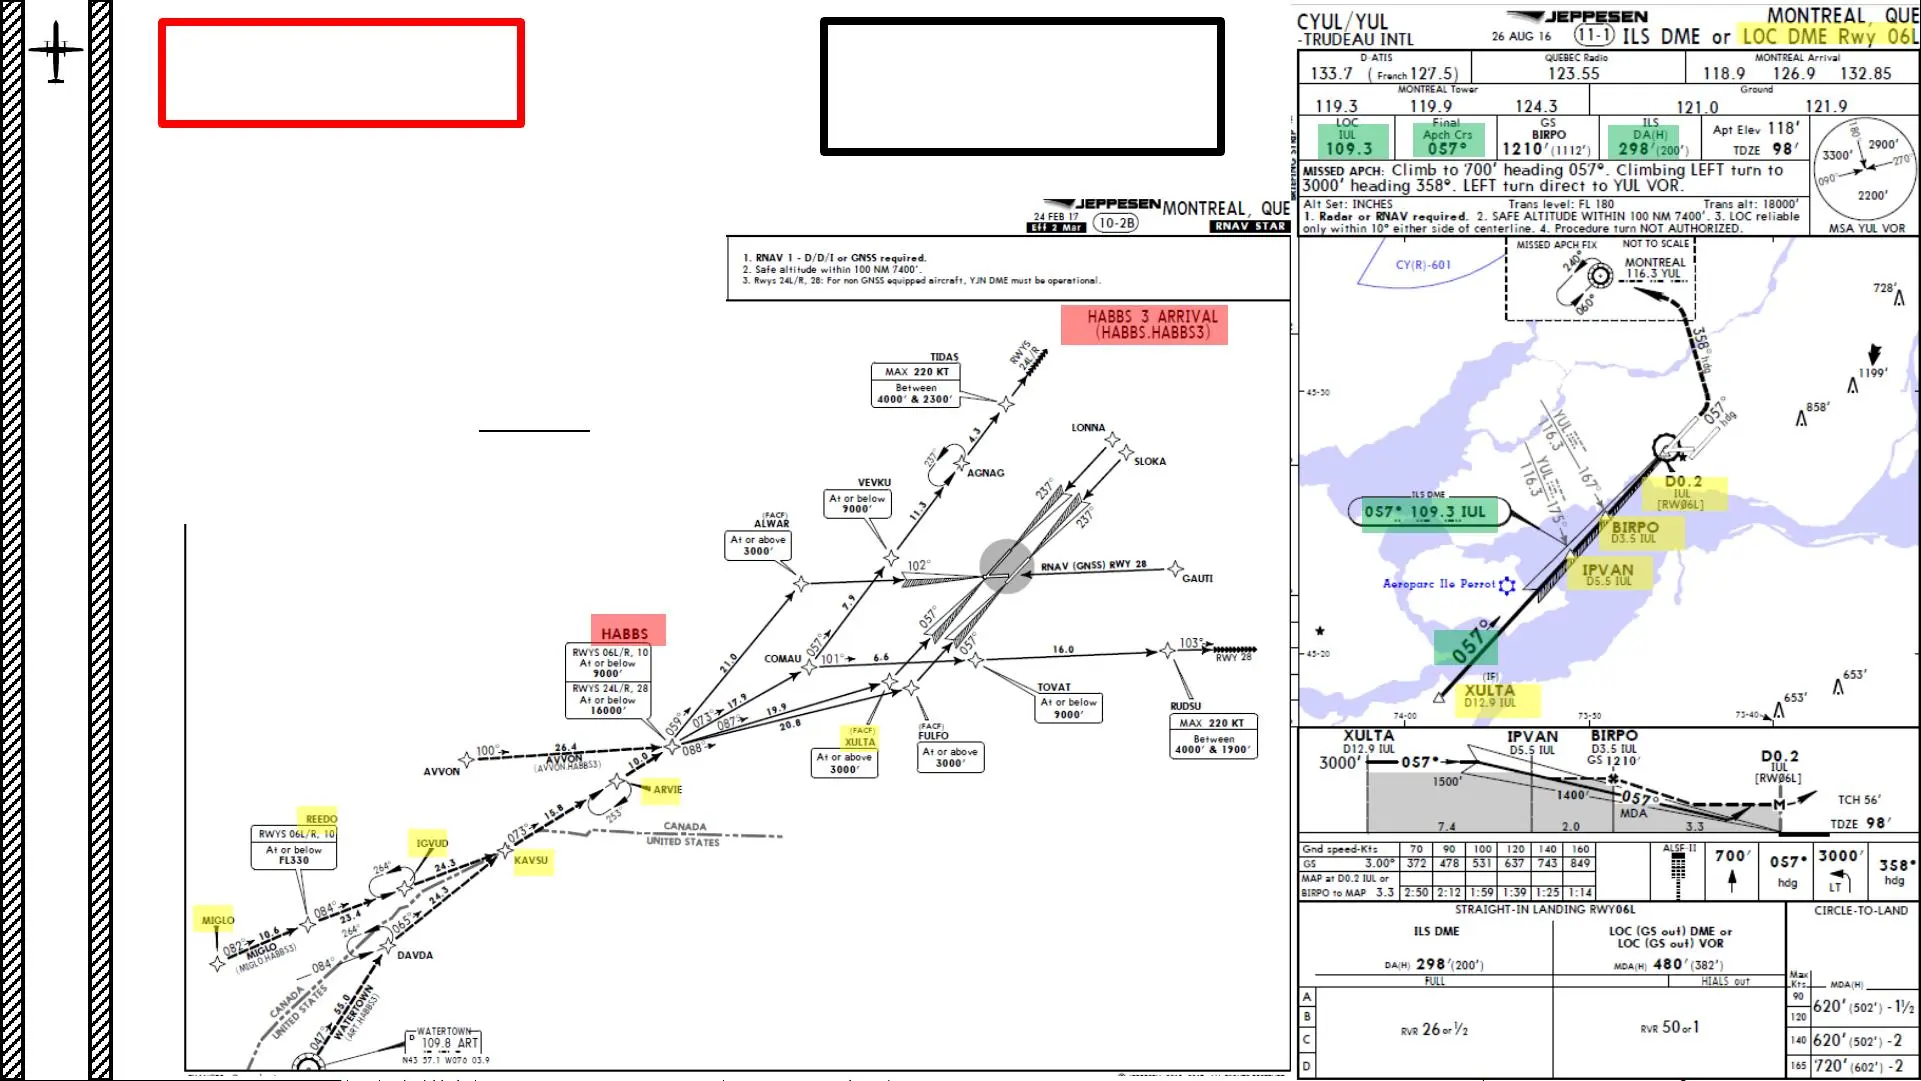 JEPPESEN
MONTREAL, QUE
24 FEB 17
Eff 2 Mar
10-2B
RNAV STAR
1. RNAV 1 - D/D/I or GNSS required.
2. Safe altitude within 100 NM 7400'.
3. Rwys 24L/R, 28: For non GNSS equipped aircraft, YJN DME must be operational.
HABBS 3 ARRIVAL
(HABBS.HABBS3)
RWYS
24L/R
TIDAS
MAX 220 KT
Between
4000' & 2300'
4.3
237°
AGNAG
LONNA
SLOKA
237°
237°
VEVKU
At or below
9000'
11.3
(FACF)
ALWAR
At or above
3000'
102°
RNAV (GNSS) RWY 28
GAUTI
7.9
057°
057°
057°
HABBS
RWYS 06L/R, 10
At or below
9000'
RWYS 24L/R, 28
At or below
16000'
21.0
COMAU
101°
6.6
16.0
103°
RWY 28
059°
073°
17.9
087°
19.9
20.8
088°
TOVAT
At or below
9000'
RUDSU
MAX 220 KT
Between
4000' & 1900'
(FACF)
XULTA
At or above
3000'
(FACF)
FULFO
At or above
3000'
AVVON
100°
26.4
AVVON
(AVVON.HABBS3)
10.0
ARVIE
253°
15.8
073°
CANADA
UNITED STATES
REEDO
RWYS 06L/R, 10
At or below
FL330
IGVUD
264°
24.3
KAVSU
MIGLO
082°
10.6
MIGLO
(MIGLO.HABBS3)
084°
23.4
24.3
065°
264°
DAVDA
084°
CANADA
UNITED STATES
55.0
WATERTOWN
(ART.HABBS3)
047°
WATERTOWN
D
109.8 ART
N43 57.1 W076 03.9
CYUL/YUL
-TRUDEAU INTL
JEPPESEN
26 AUG 16
11-1
MONTREAL, QUE
ILS DME or LOC DME Rwy 06L
D-ATIS
133.7 (French 127.5)
QUEBEC Radio
123.55
MONTREAL Arrival
118.9 126.9 132.85
MONTREAL Tower
119.3 119.9 124.3
Ground
121.0 121.9
LOC
IUL
109.3
Final
Apch Crs
057°
GS
BIRPO
1210' (1112')
ILS
DA(H)
298' (200')
Apt Elev 118'
TDZE 98'
MISSED APCH: Climb to 700' heading 057°. Climbing LEFT turn to
3000' heading 358°. LEFT turn direct to YUL VOR.
Alt Set: INCHES Trans level: FL 180 Trans alt: 18000'
1. Radar or RNAV required. 2. SAFE ALTITUDE WITHIN 100 NM 7400'. 3. LOC reliable
only within 10° either side of centerline. 4. Procedure turn NOT AUTHORIZED.
180°
3300'
2900'
270°
090°
2200'
MSA YUL VOR
CY(R)-601
MISSED APCH FIX
NOT TO SCALE
240°
060°
MONTREAL
116.3 YUL
728'
358° hdg
1199'
858'
45-30
057°
hdg
YUL
116.3
167°
YUL
116.3
175°
D0.2
IUL
[RW06L]
ILS DME
057° 109.3 IUL
BIRPO
D3.5 IUL
IPVAN
D5.5 IUL
Aeroparc Ile Perrot
057°
45-20
(IF)
XULTA
D12.9 IUL
653'
653'
74-00
73-50
73-40
XULTA
D12.9 IUL
3000'
057°
1500'
IPVAN
D5.5 IUL
BIRPO
D3.5 IUL
GS 1210'
1400'
057°
MDA
D0.2
IUL
[RW06L]
M
TCH 56'
TDZE 98'
7.4 2.0 3.3
Gnd speed-Kts 70 90 100 120 140 160
GS 3.00° 372 478 531 637 743 849
MAP at D0.2 IUL or
BIRPO to MAP 3.3 2:50 2:12 1:59 1:39 1:25 1:14
ALSF-II
700'
057°
hdg
3000'
LT
358°
hdg
STRAIGHT-IN LANDING RWY06L
CIRCLE-TO-LAND
ILS DME
LOC (GS out) DME or
LOC (GS out) VOR
DA(H) 298' (200')
MDA(H) 480' (382')
FULL
HIALS out
Max
Kts
MDA(H)
A
B
C
D
RVR 26 or ½
RVR 50 or 1
90
120
620' (502') - 1½
140
620' (502') - 2
165
720' (602') - 2